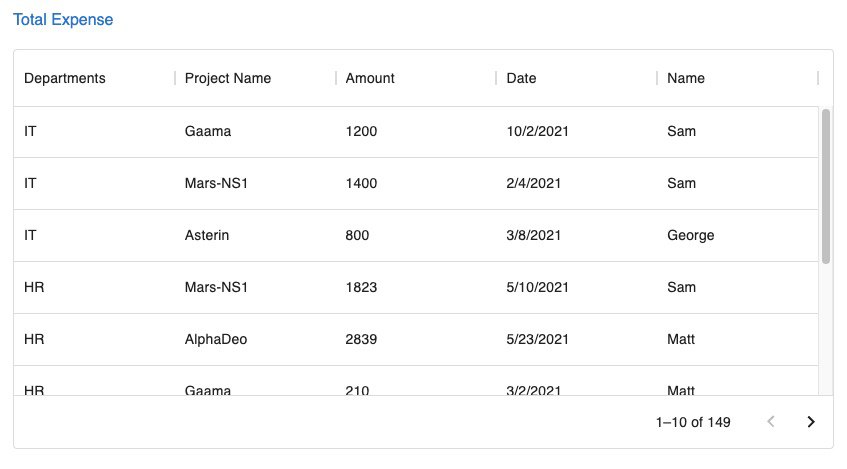 Total Expense
Departments Project Name Amount Date Name
IT Gaama 1200 10/2/2021 Sam
IT Mars-NS1 1400 2/4/2021 Sam
IT Asterin 800 3/8/2021 George
HR Mars-NS1 1823 5/10/2021 Sam
HR AlphaDeo 2839 5/23/2021 Matt
HR Gaama 210 3/2/2021 Matt
1–10 of 149